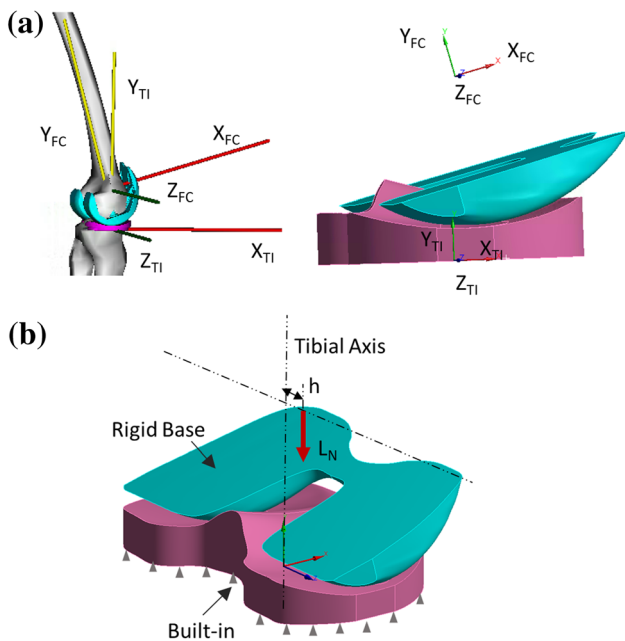 (a)
Y_TI
Y_FC
X_FC
Z_FC
X_TI
Z_TI
Y
X
Z
Y_FC
X_FC
Z_FC
Y_TI
X_TI
Z_TI
(b)
Tibial Axis
h
Rigid Base
L_N
Built-in